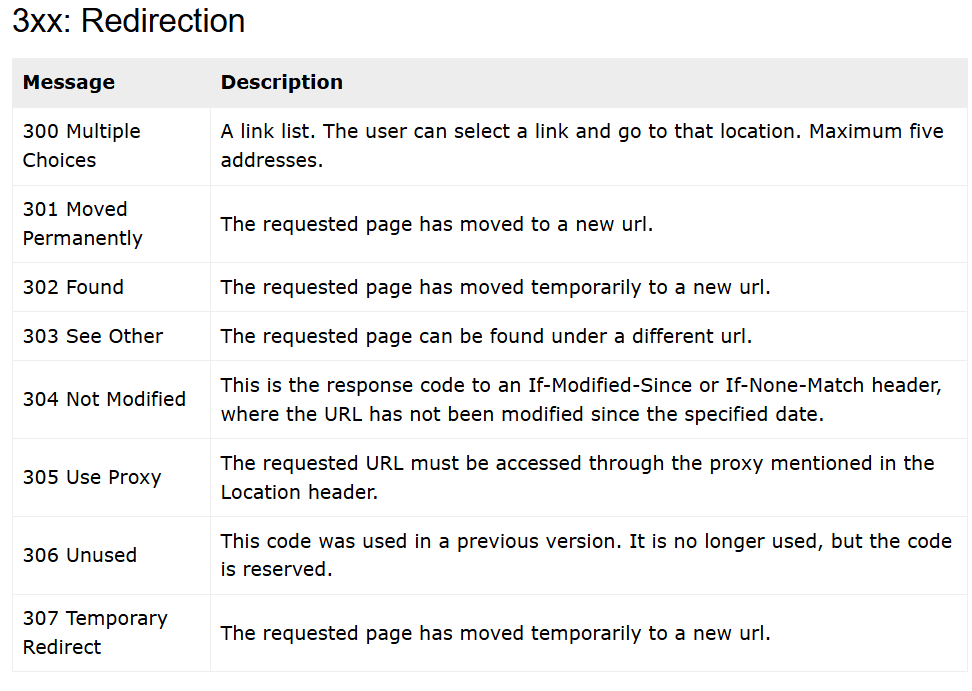 3xx: Redirection
Message Description
300 Multiple Choices A link list. The user can select a link and go to that location. Maximum five addresses.
301 Moved Permanently The requested page has moved to a new url.
302 Found The requested page has moved temporarily to a new url.
303 See Other The requested page can be found under a different url.
304 Not Modified This is the response code to an If-Modified-Since or If-None-Match header, where the URL has not been modified since the specified date.
305 Use Proxy The requested URL must be accessed through the proxy mentioned in the Location header.
306 Unused This code was used in a previous version. It is no longer used, but the code is reserved.
307 Temporary Redirect The requested page has moved temporarily to a new url.